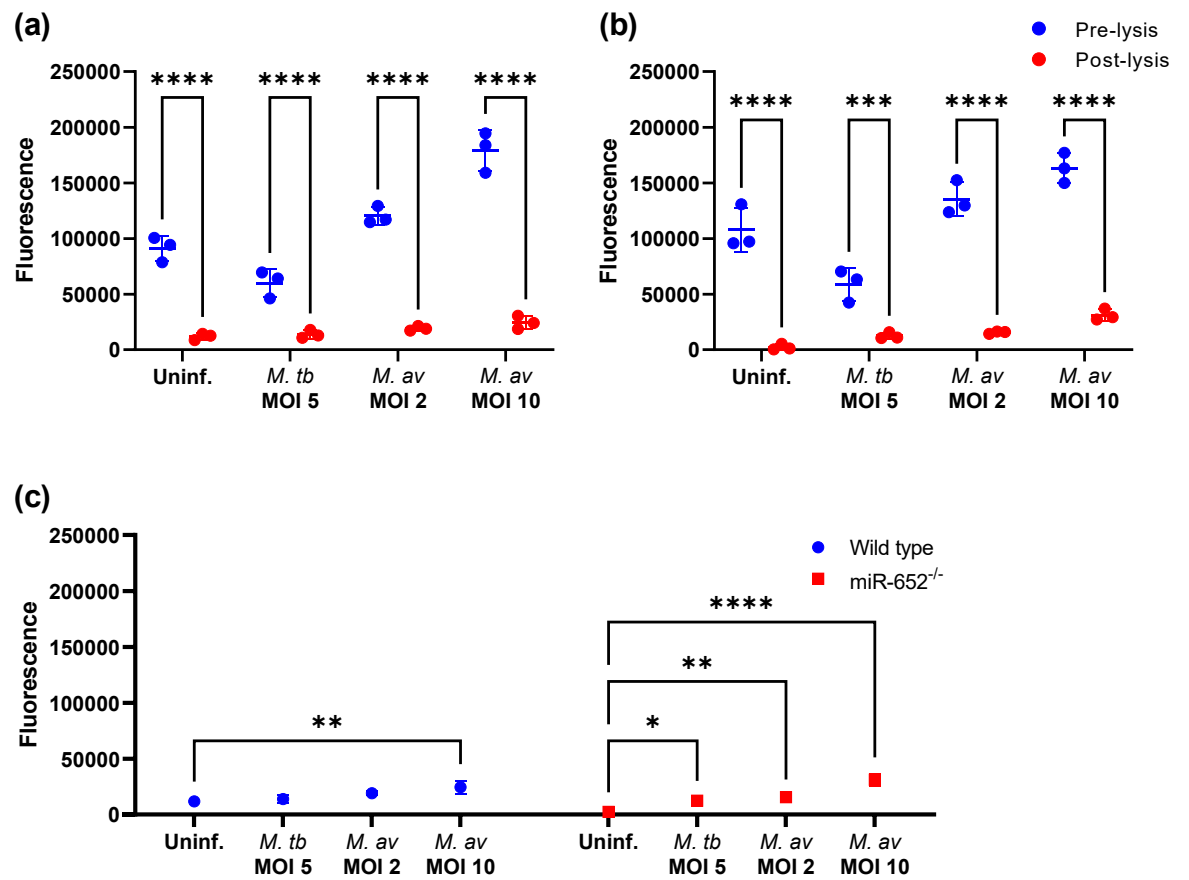 (a)
250000
200000
150000
100000
50000
0
Fluorescence
**** **** **** ****
Uninf. M. tb M. av M. av
MOI 5 MOI 2 MOI 10
(b)
Pre-lysis
Post-lysis
250000
200000
150000
100000
50000
0
Fluorescence
**** *** **** ****
Uninf. M. tb M. av M. av
MOI 5 MOI 2 MOI 10
(c)
250000
200000
150000
100000
50000
0
Fluorescence
Wild type
miR-652-/-
****
**
** *
Uninf. M. tb M. av M. av Uninf. M. tb M. av M. av
MOI 5 MOI 2 MOI 10 MOI 5 MOI 2 MOI 10